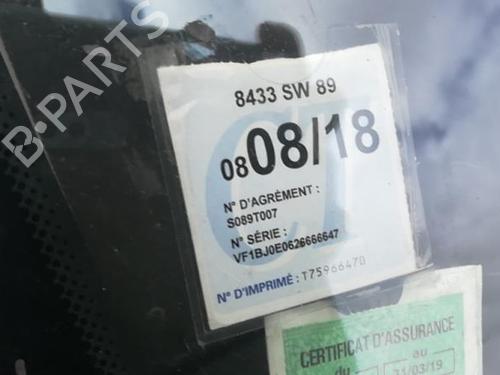 B-PARTS
8433 SW 89
08 08/18
N° D'AGRÉMENT :
S089T007
N° SÉRIE :
VF1BJ0E0626666647
N° D'IMPRIMÉ : T75966470
CERTIFICAT D'ASSURANCE
du au
31/03/19